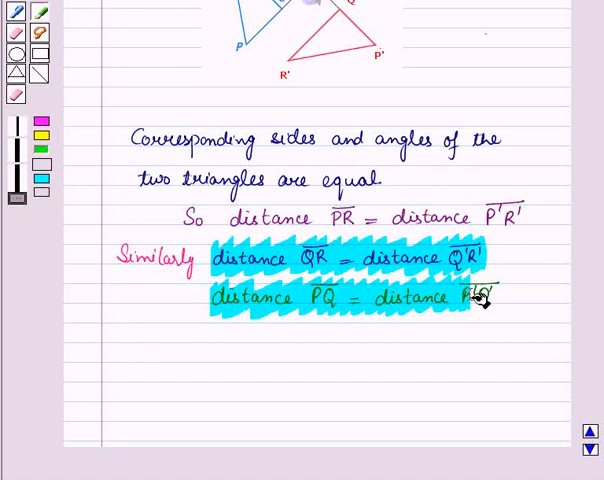 Q
P
P'
R'
Corresponding sides and angles of the
two triangles are equal.
So distance PR = distance P'R'
Similarly distance QR = distance Q'R'
distance PQ = distance P'Q'